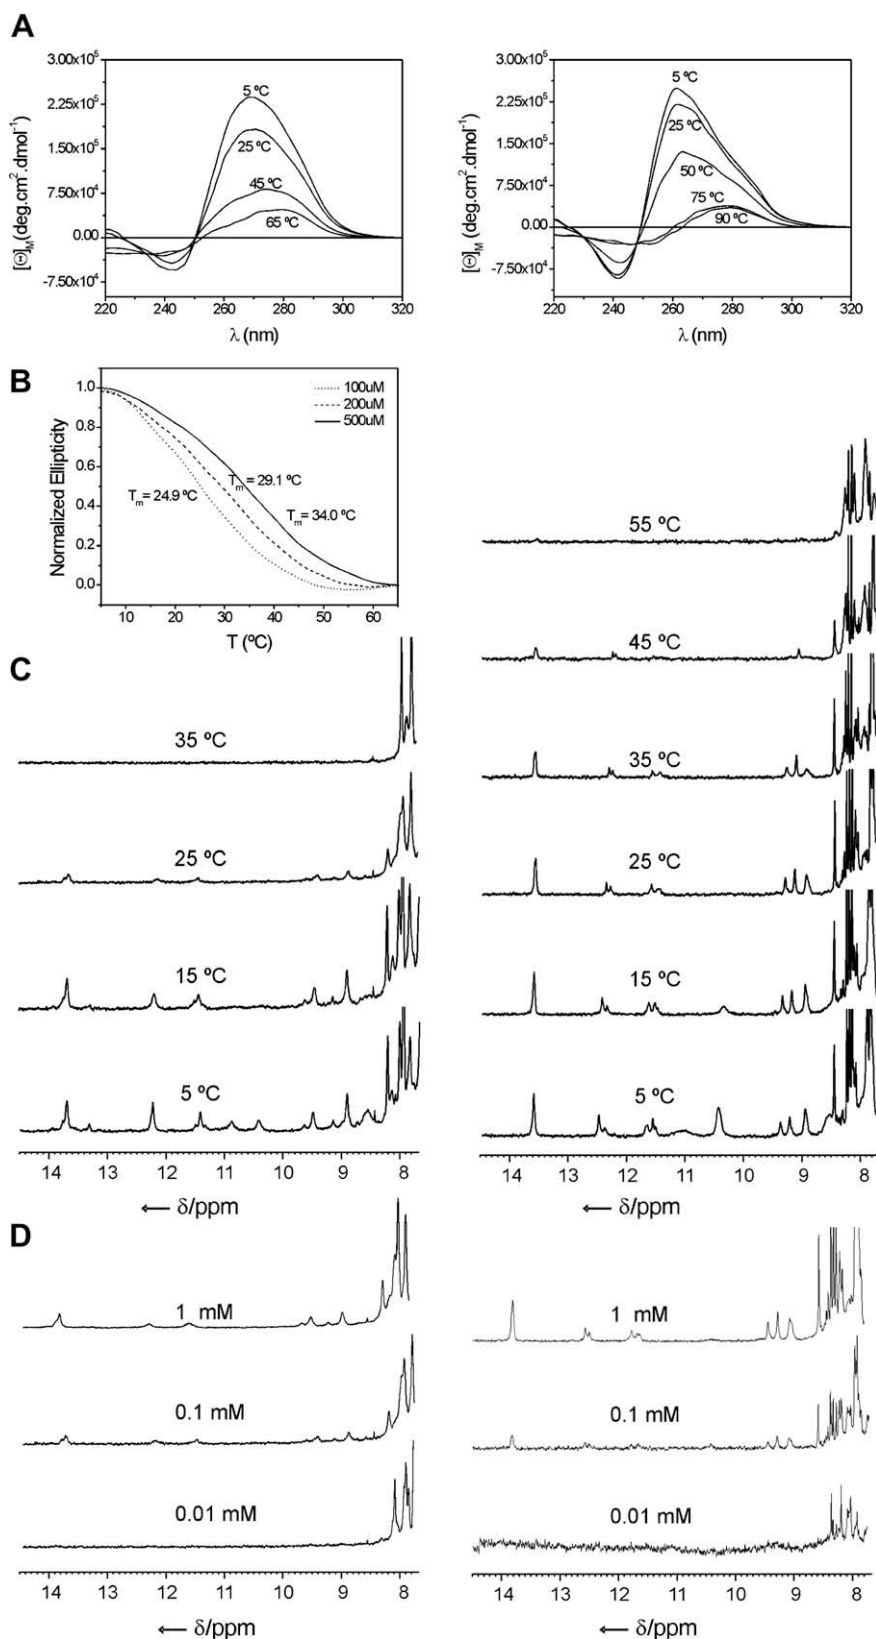 A
3.00x10⁵
2.25x10⁵
1.50x10⁵
7.50x10⁴
0.00
-7.50x10⁴
[Θ]M(deg.cm².dmol⁻¹)
5 ºC
25 ºC
45ºC
65 ºC
220 240 260 280 300 320
λ (nm)
3.00x10⁵
2.25x10⁵
1.50x10⁵
7.50x10⁴
0.00
-7.50x10⁴
[Θ]M (deg.cm².dmol⁻¹)
5 ºC
25 ºC
50 ºC
75 ºC
90ºC
220 240 260 280 300 320
λ (nm)
B
1.0
0.8
0.6
0.4
0.2
0.0
Normalized Ellipticity
100uM
200uM
500uM
Tm= 29.1 ºC
Tm= 24.9 ºC
Tm= 34.0 ºC
10 20 30 40 50 60
T (ºC)
C
35 ºC
25 ºC
15 ºC
5 ºC
14 13 12 11 10 9 8
← δ/ppm
55 ºC
45 ºC
35 ºC
25 ºC
15 ºC
5 ºC
14 13 12 11 10 9 8
← δ/ppm
D
1 mM
0.1 mM
0.01 mM
14 13 12 11 10 9 8
← δ/ppm
1 mM
0.1 mM
0.01 mM
14 13 12 11 10 9 8
← δ/ppm